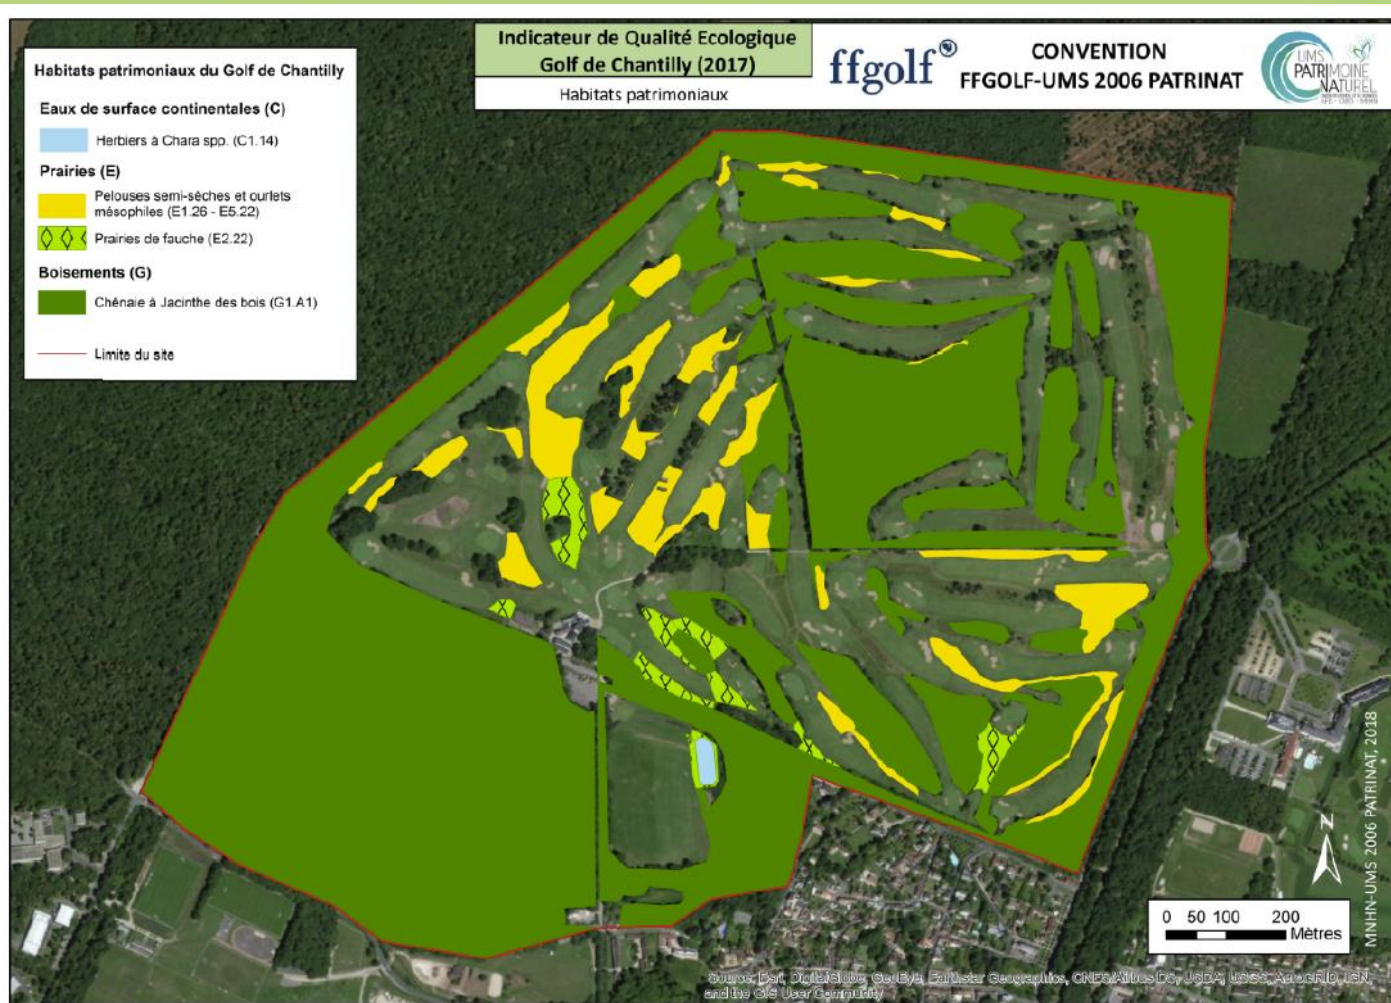 Indicateur de Qualité Ecologique
Golf de Chantilly (2017)
Habitats patrimoniaux
ffgolf
CONVENTION
FFGOLF-UMS 2006 PATRINAT
UMS
PATRIMOINE
NATUREL
AFB - CNRS - MNHN
Habitats patrimoniaux du Golf de Chantilly
Eaux de surface continentales (C)
Herbiers à Chara spp. (C1.14)
Prairies (E)
Pelouses semi-sèches et ourlets
mésophiles (E1.26 - E5.22)
Prairies de fauche (E2.22)
Boisements (G)
Chênaie à Jacinthe des bois (G1.A1)
Limite du site
MNHN-UMS 2006 PATRINAT, 2018
N
0 50 100 200
Mètres
Source: Esri, DigitalGlobe, GeoEye, Earthstar Geographics, CNES/Airbus DS, USDA, USGS, AeroGRID, IGN,
and the GIS User Community